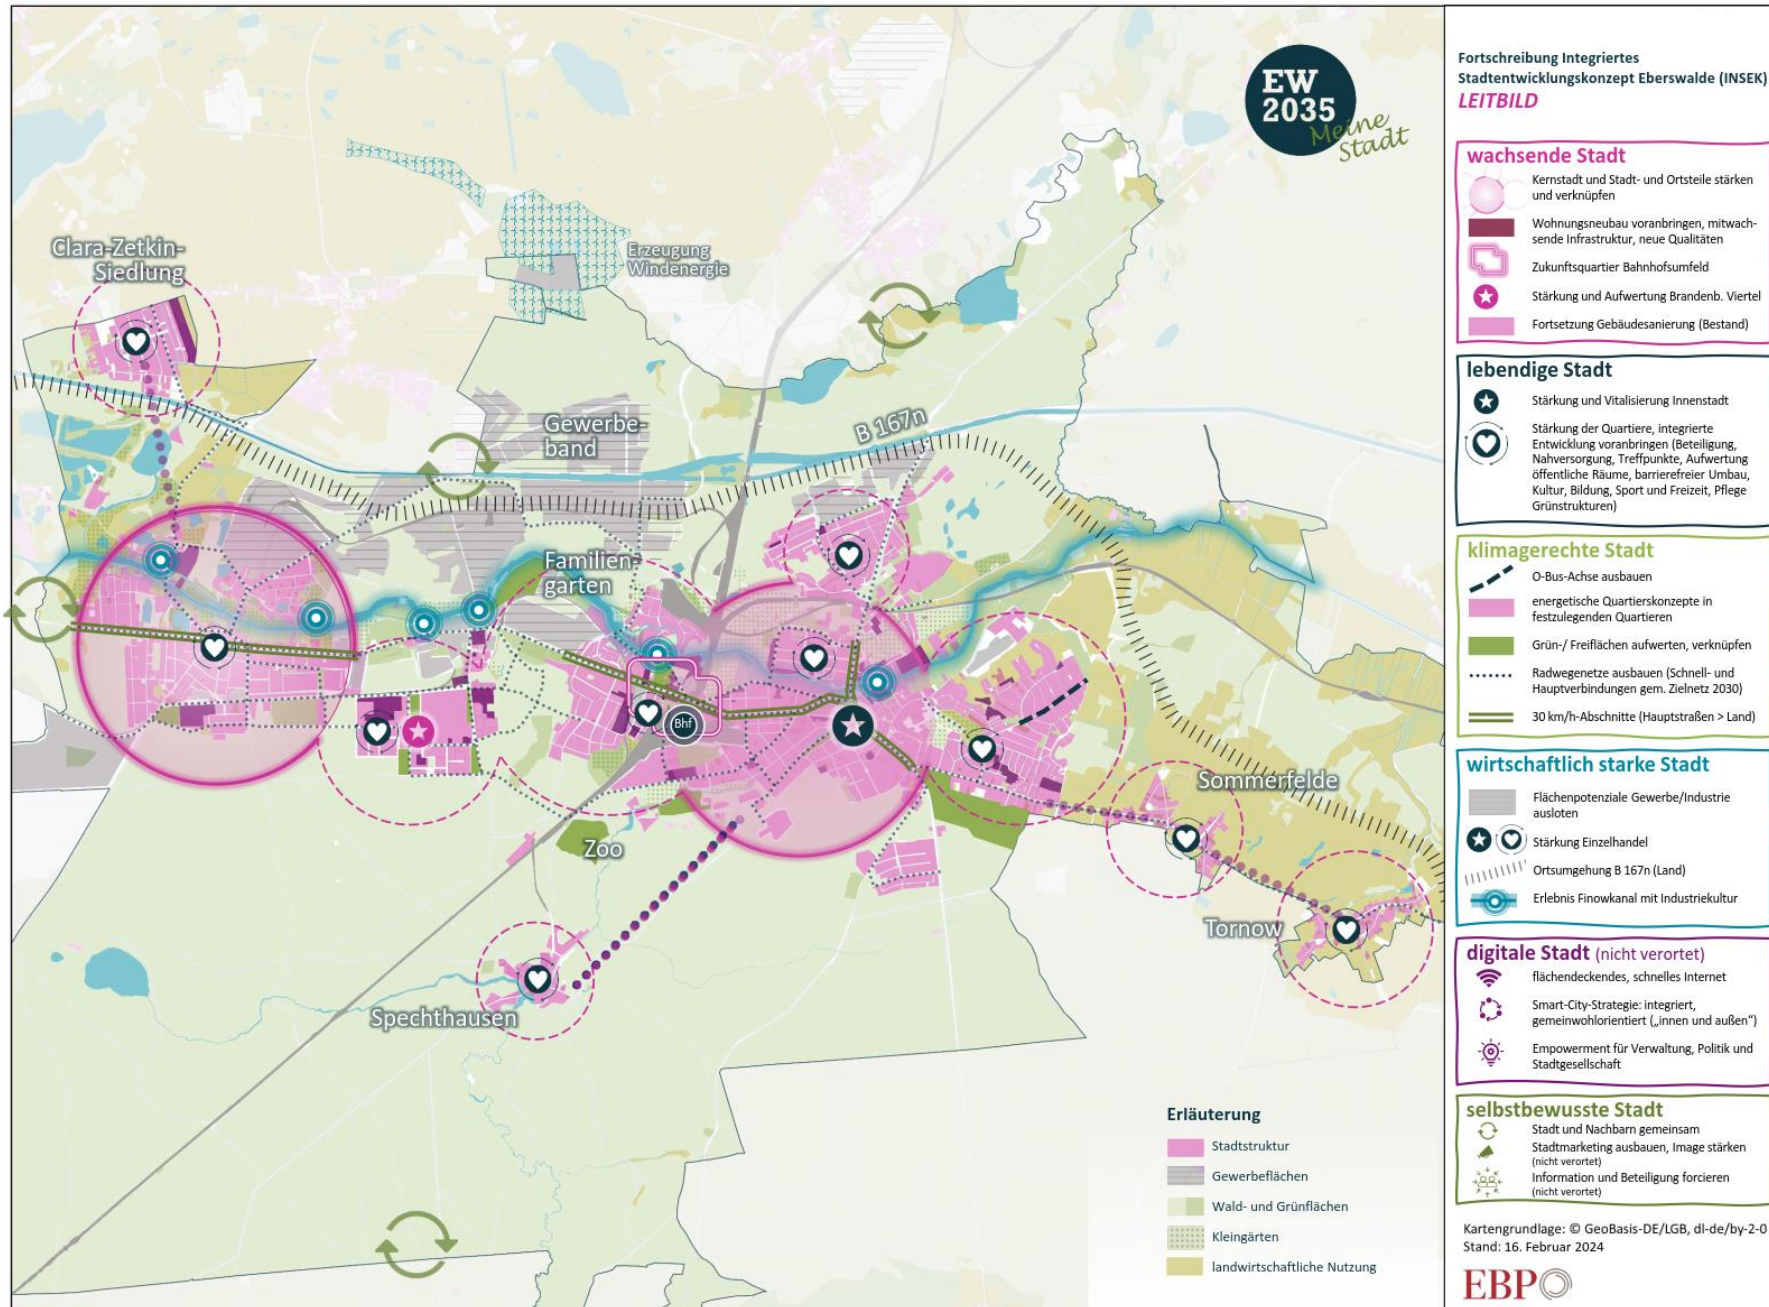 EW
2035
Meine
Stadt
Clara-Zetkin-
Siedlung
Erzeugung
Windenergie
Gewerbe-
band
B 167n
Familien-
garten
Bhf
Sommerfelde
Zoo
Tornow
Spechthausen
Erläuterung
Stadtstruktur
Gewerbeflächen
Wald- und Grünflächen
Kleingärten
landwirtschaftliche Nutzung
Fortschreibung Integriertes
Stadtentwicklungskonzept Eberswalde (INSEK)
LEITBILD
wachsende Stadt
Kernstadt und Stadt- und Ortsteile stärken
und verknüpfen
Wohnungsneubau voranbringen, mitwach-
sende Infrastruktur, neue Qualitäten
Zukunftsquartier Bahnhofsumfeld
Stärkung und Aufwertung Brandenb. Viertel
Fortsetzung Gebäudesanierung (Bestand)
lebendige Stadt
Stärkung und Vitalisierung Innenstadt
Stärkung der Quartiere, integrierte
Entwicklung voranbringen (Beteiligung,
Nahversorgung, Treffpunkte, Aufwertung
öffentliche Räume, barrierefreier Umbau,
Kultur, Bildung, Sport und Freizeit, Pflege
Grünstrukturen)
klimagerechte Stadt
O-Bus-Achse ausbauen
energetische Quartierskonzepte in
festzulegenden Quartieren
Grün-/ Freiflächen aufwerten, verknüpfen
Radwegenetze ausbauen (Schnell- und
Hauptverbindungen gem. Zielnetz 2030)
30 km/h-Abschnitte (Hauptstraßen > Land)
wirtschaftlich starke Stadt
Flächenpotenziale Gewerbe/Industrie
ausloten
Stärkung Einzelhandel
Ortsumgehung B 167n (Land)
Erlebnis Finowkanal mit Industriekultur
digitale Stadt (nicht verortet)
flächendeckendes, schnelles Internet
Smart-City-Strategie: integriert,
gemeinwohlorientiert („innen und außen“)
Empowerment für Verwaltung, Politik und
Stadtgesellschaft
selbstbewusste Stadt
Stadt und Nachbarn gemeinsam
Stadtmarketing ausbauen, Image stärken
(nicht verortet)
Information und Beteiligung forcieren
(nicht verortet)
Kartengrundlage: © GeoBasis-DE/LGB, dl-de/by-2-0
Stand: 16. Februar 2024
EBP